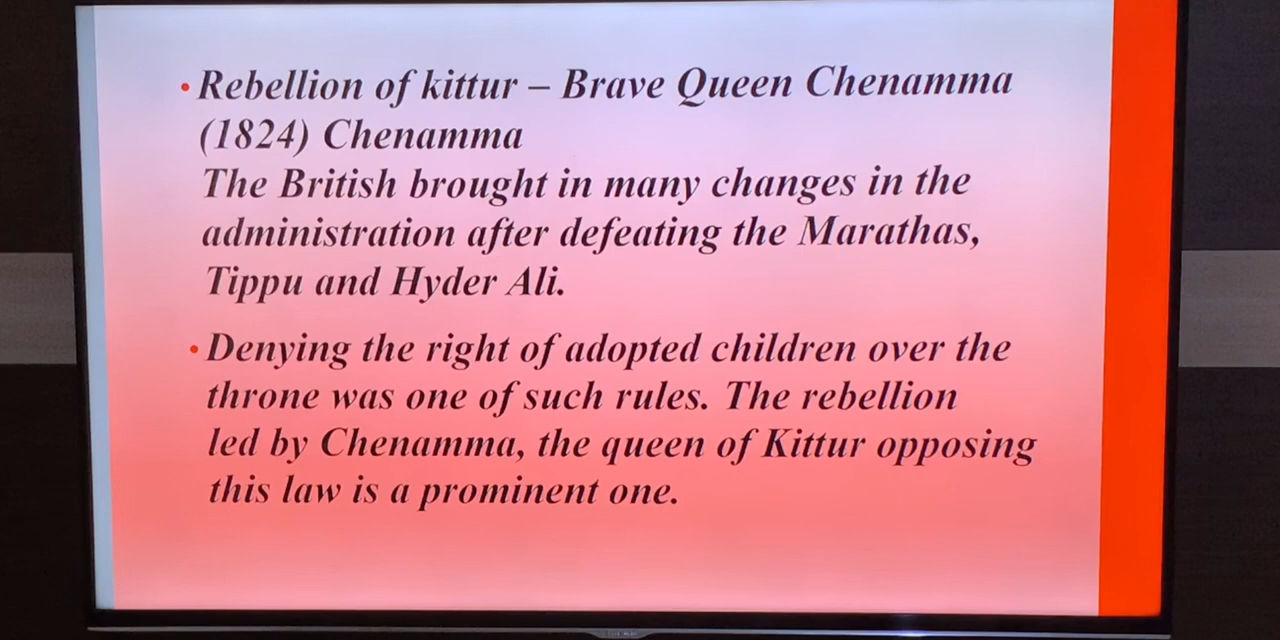 • Rebellion of kittur – Brave Queen Chenamma
(1824) Chenamma
The British brought in many changes in the
administration after defeating the Marathas,
Tippu and Hyder Ali.
• Denying the right of adopted children over the
throne was one of such rules. The rebellion
led by Chenamma, the queen of Kittur opposing
this law is a prominent one.